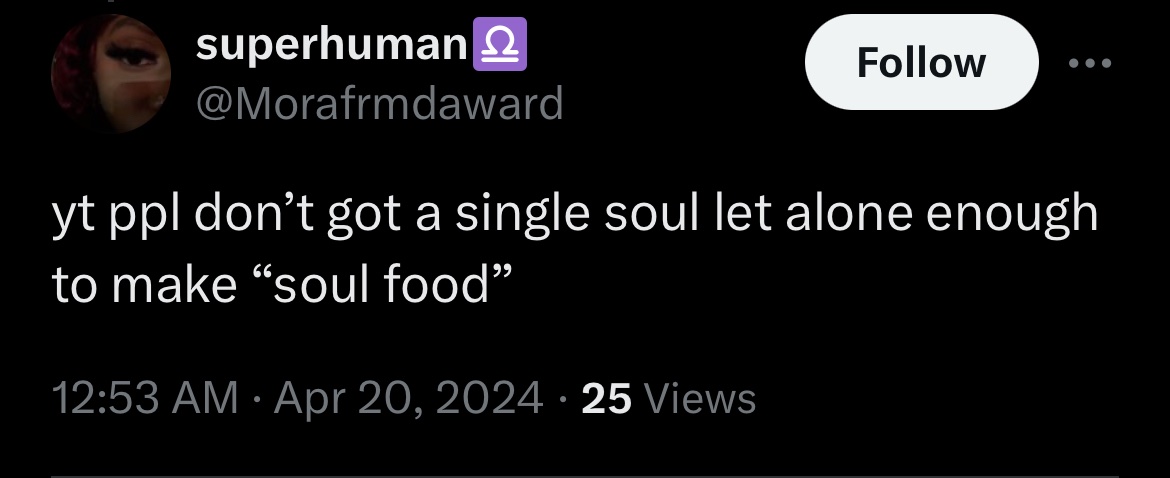 superhuman♎
Follow
@Morafrmdaward
yt ppl don’t got a single soul let alone enough
to make “soul food”
12:53 AM · Apr 20, 2024 · 25 Views